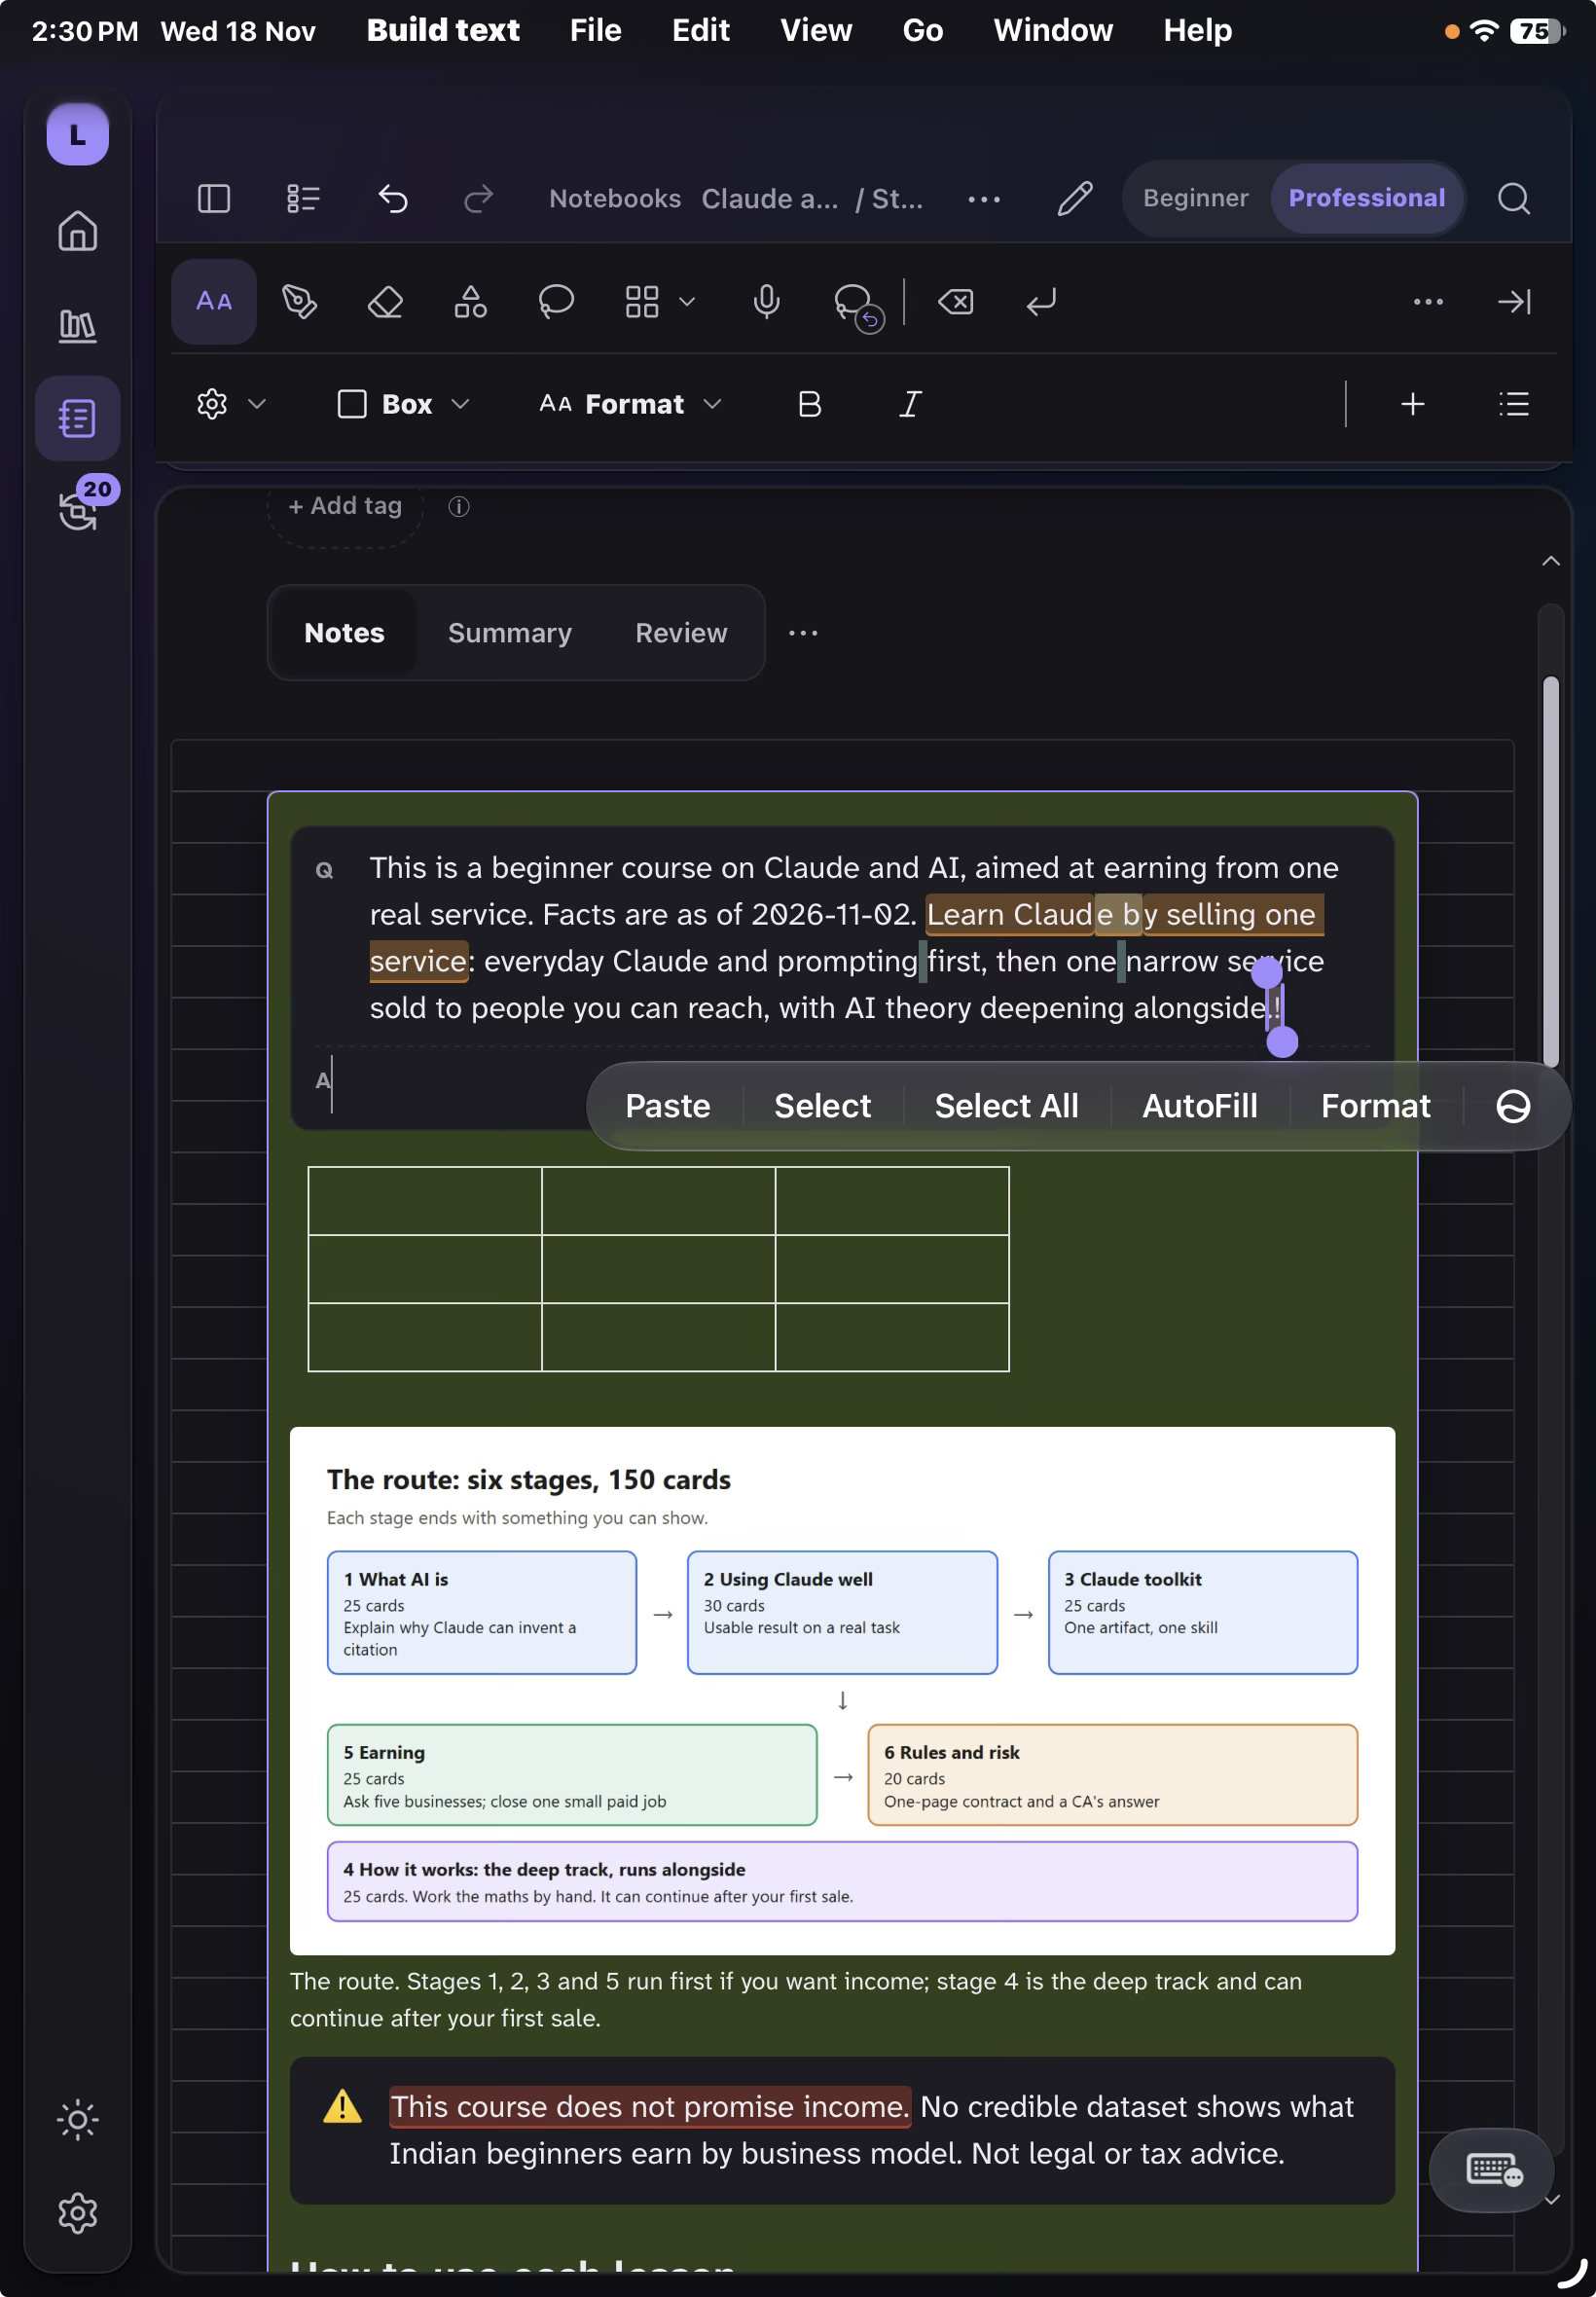 2:30 PM Wed 18 Nov Build text File Edit View Go Window Help 75
L
Notebooks Claude a... / St... Beginner Professional
AA
Box AA Format B I
20
+ Add tag
Notes Summary Review
Q This is a beginner course on Claude and AI, aimed at earning from one
real service. Facts are as of 2026-11-02. Learn Claude by selling one
service: everyday Claude and prompting first, then one narrow service
sold to people you can reach, with AI theory deepening alongside.!
A
Paste Select Select All AutoFill Format
The route: six stages, 150 cards
Each stage ends with something you can show.
1 What AI is
25 cards
Explain why Claude can invent a
citation
→
2 Using Claude well
30 cards
Usable result on a real task
→
3 Claude toolkit
25 cards
One artifact, one skill
↓
5 Earning
25 cards
Ask five businesses; close one small paid job
→
6 Rules and risk
20 cards
One-page contract and a CA's answer
4 How it works: the deep track, runs alongside
25 cards. Work the maths by hand. It can continue after your first sale.
The route. Stages 1, 2, 3 and 5 run first if you want income; stage 4 is the deep track and can
continue after your first sale.
This course does not promise income. No credible dataset shows what
Indian beginners earn by business model. Not legal or tax advice.
How to use each lesson